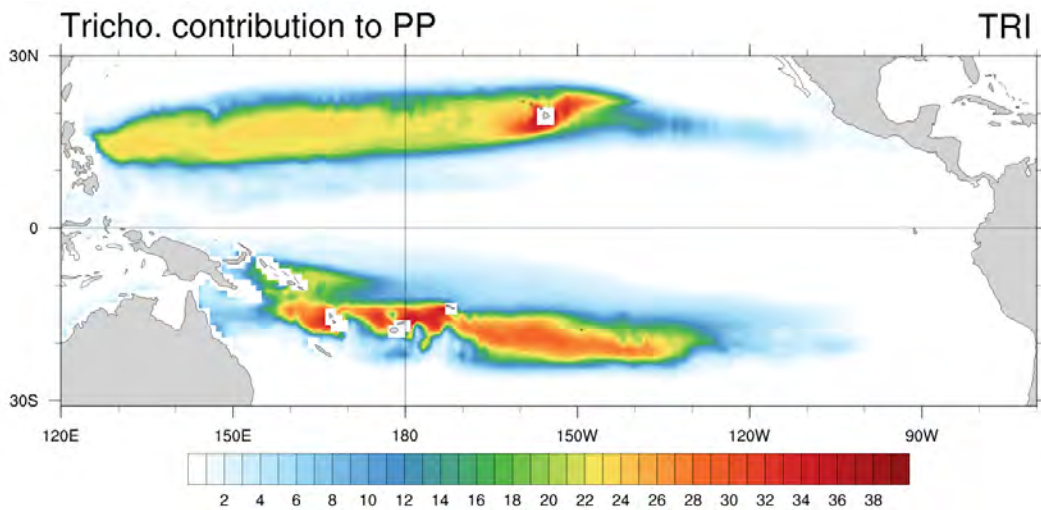 Tricho. contribution to PP TRI
30N
0
30S
120E 150E 180 150W 120W 90W
2 4 6 8 10 12 14 16 18 20 22 24 26 28 30 32 34 36 38